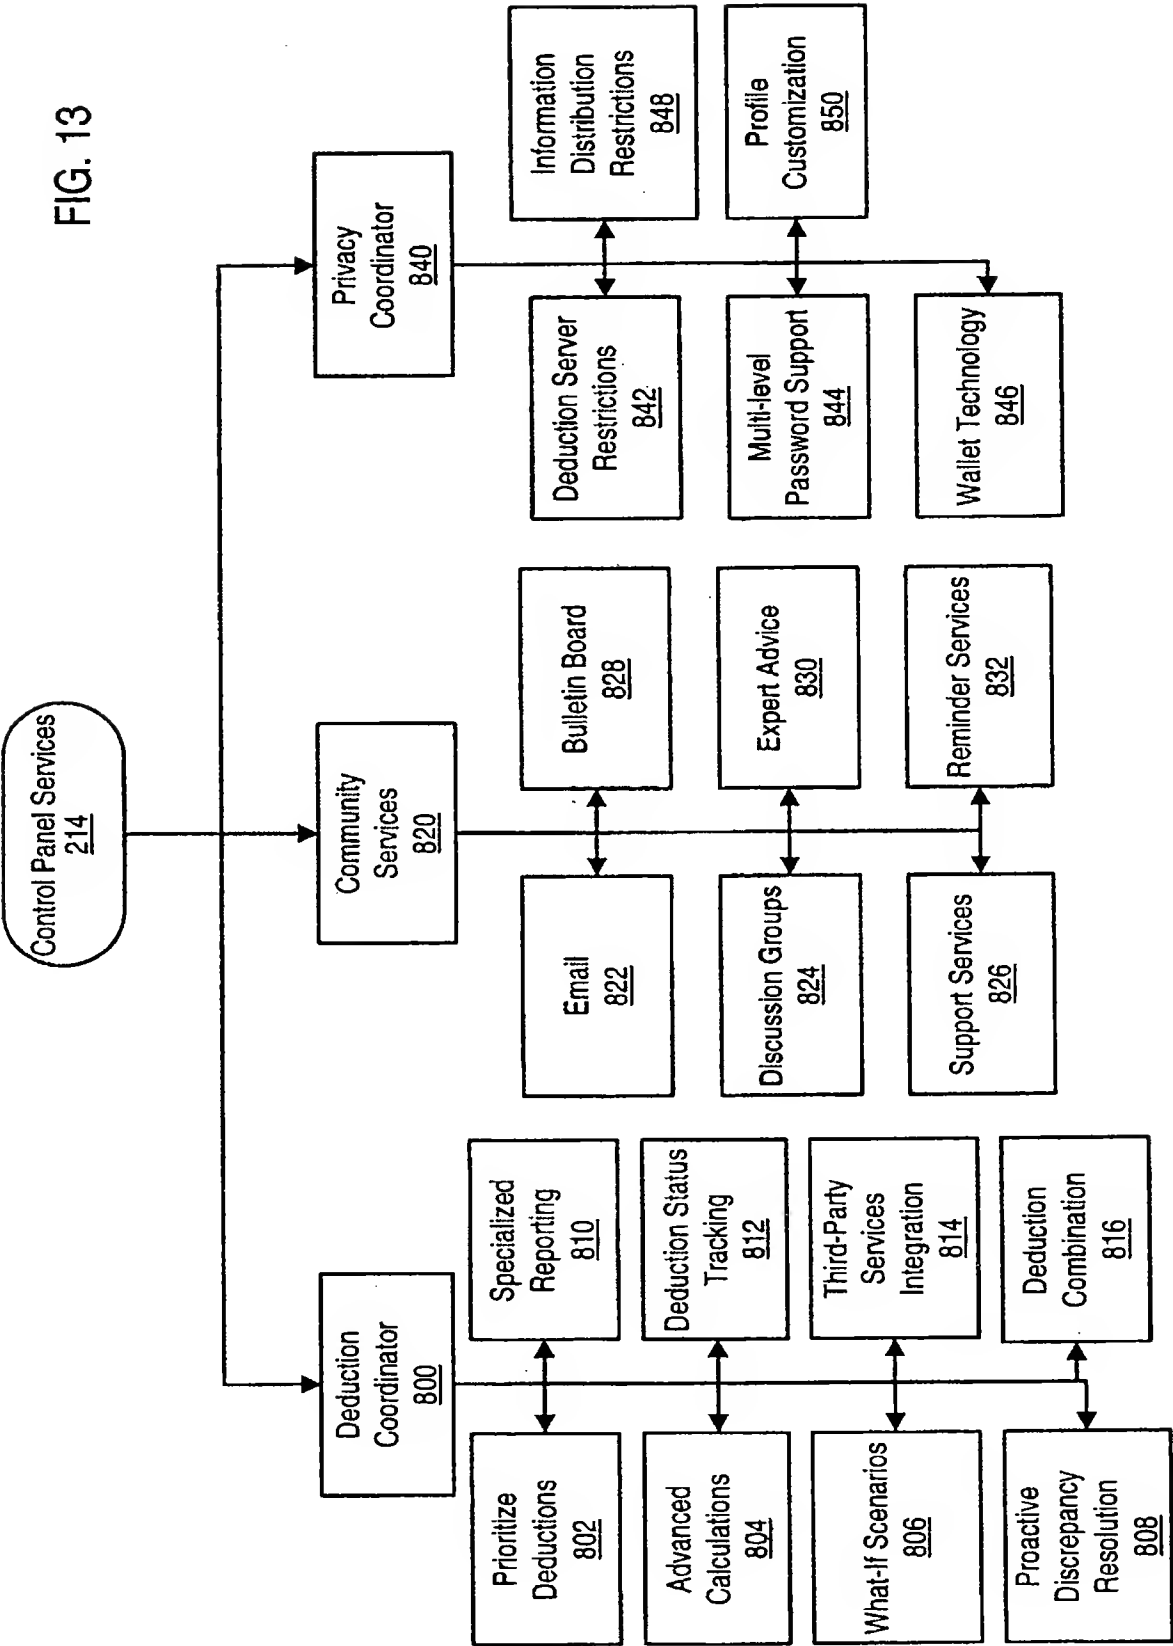 FIG. 13
Control Panel Services
214
Deduction
Coordinator
800
Prioritize
Deductions
802
Specialized
Reporting
810
Advanced
Calculations
804
Deduction Status
Tracking
812
What-If Scenarios
806
Third-Party
Services
Integration
814
Proactive
Discrepancy
Resolution
808
Deduction
Combination
816
Community
Services
820
Email
822
Bulletin Board
828
Discussion Groups
824
Expert Advice
830
Support Services
826
Reminder Services
832
Privacy
Coordinator
840
Deduction Server
Restrictions
842
Information
Distribution
Restrictions
848
Multi-level
Password Support
844
Profile
Customization
850
Wallet Technology
846